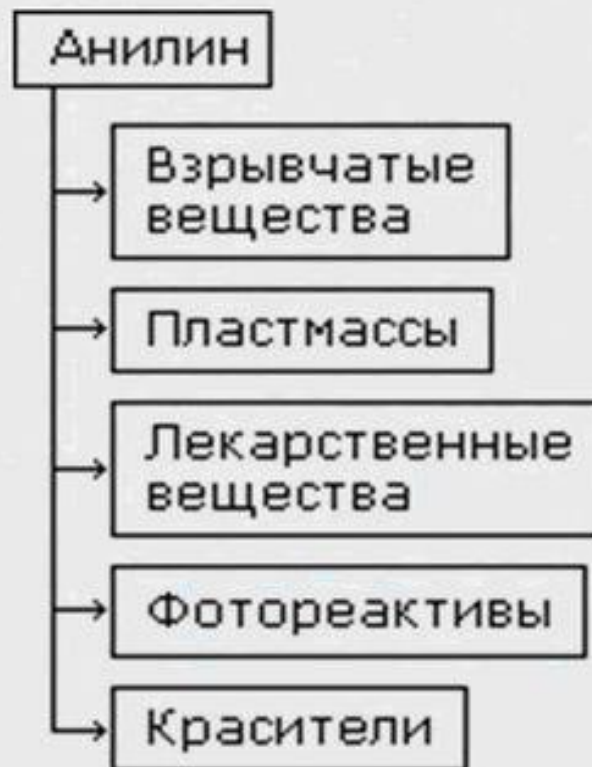 Анилин
Взрывчатые
вещества
Пластмассы
Лекарственные
вещества
Фотореактивы
Красители